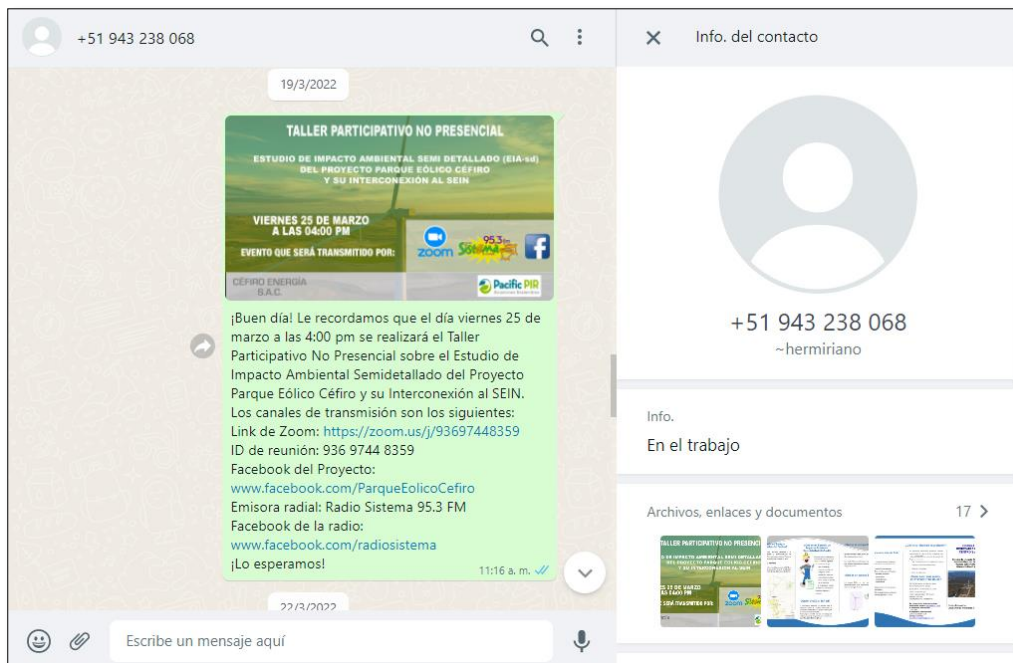 +51 943 238 068
19/3/2022
TALLER PARTICIPATIVO NO PRESENCIAL
ESTUDIO DE IMPACTO AMBIENTAL SEMI DETALLADO (EIA-sd)
DEL PROYECTO PARQUE EÓLICO CÉFIRO
Y SU INTERCONEXIÓN AL SEIN
VIERNES 25 DE MARZO
A LAS 04:00 PM
EVENTO QUE SERÁ TRANSMITIDO POR:
zoom
Sistema
95.3 fm
CÉFIRO ENERGÍA
S.A.C.
Pacific PIR
¡Buen día! Le recordamos que el día viernes 25 de
marzo a las 4:00 pm se realizará el Taller
Participativo No Presencial sobre el Estudio de
Impacto Ambiental Semidetallado del Proyecto
Parque Eólico Céfiro y su Interconexión al SEIN.
Los canales de transmisión son los siguientes:
Link de Zoom: https://zoom.us/j/93697448359
ID de reunión: 936 9744 8359
Facebook del Proyecto:
www.facebook.com/ParqueEolicoCefiro
Emisora radial: Radio Sistema 95.3 FM
Facebook de la radio:
www.facebook.com/radiosistema
¡Lo esperamos!
11:16 a. m.
22/3/2022
Escribe un mensaje aquí
Info. del contacto
+51 943 238 068
~hermiriano
Info.
En el trabajo
Archivos, enlaces y documentos
17